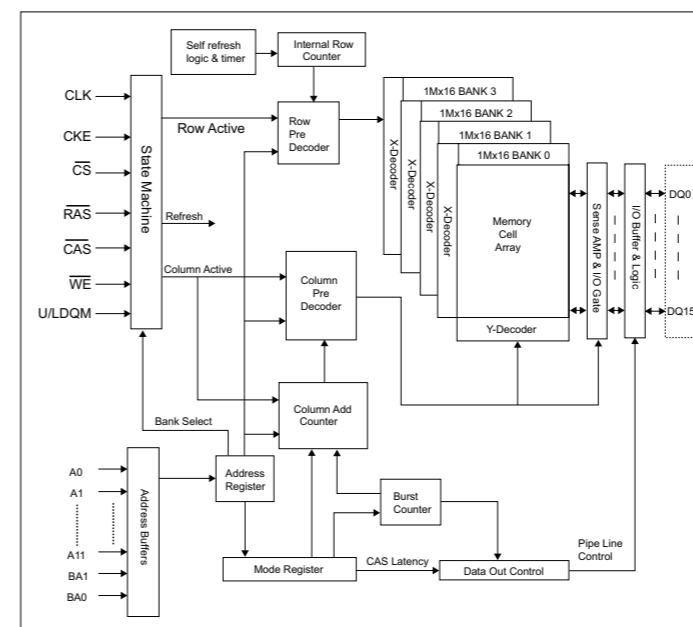 Self refresh
logic & timer
Internal Row
Counter
CLK
CKE
C̅S̅
R̅A̅S̅
C̅A̅S̅
W̅E̅
U/LDQM
State Machine
Row Active
Refresh
Column Active
Row
Pre
Decoder
Column
Pre
Decoder
Column Add
Counter
X-Decoder
X-Decoder
X-Decoder
X-Decoder
1Mx16 BANK 3
1Mx16 BANK 2
1Mx16 BANK 1
1Mx16 BANK 0
Memory
Cell
Array
Y-Decoder
Sense AMP & I/O Gate
I/O Buffer & Logic
DQ0
DQ15
Bank Select
A0
A1
A11
BA1
BA0
Address Buffers
Address
Register
Burst
Counter
Mode Register
CAS Latency
Data Out Control
Pipe Line
Control